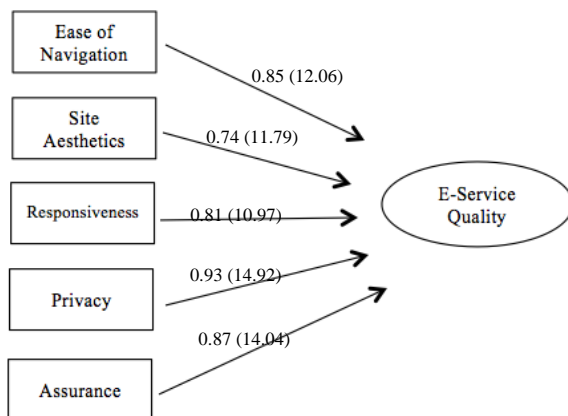 Ease of
Navigation
0.85 (12.06)
Site
Aesthetics
0.74 (11.79)
E-Service
Quality
Responsiveness
0.81 (10.97)
0.93 (14.92)
Privacy
0.87 (14.04)
Assurance